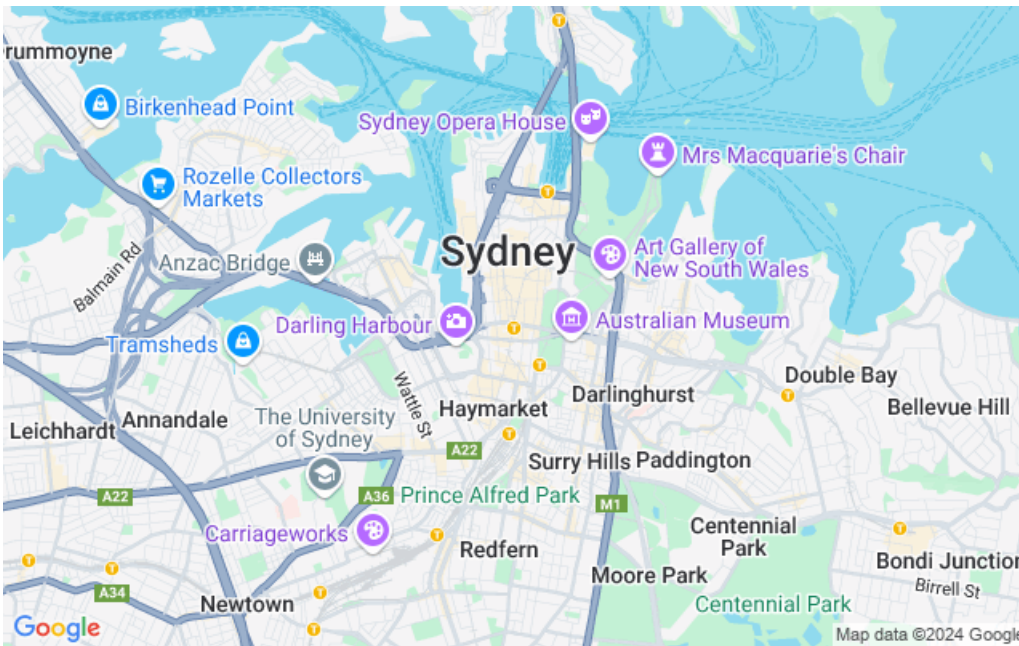 rummoyne
Birkenhead Point
Sydney Opera House
Mrs Macquarie's Chair
Rozelle Collectors
Markets
T
T
Balmain Rd
Anzac Bridge
Sydney
Art Gallery of
New South Wales
Darling Harbour
T
Australian Museum
Tramsheds
T
Double Bay
T
Wattle St
Darlinghurst
Bellevue Hill
Haymarket
Annandale
Leichhardt
The University
of Sydney
T
A22
Surry Hills
Paddington
A22
A36
Prince Alfred Park
M1
Carriageworks
T
Centennial
Park
T
Redfern
Bondi Junction
T
T
Moore Park
Birrell St
A34
T
Newtown
Centennial Park
T
Google
Map data ©2024 Google